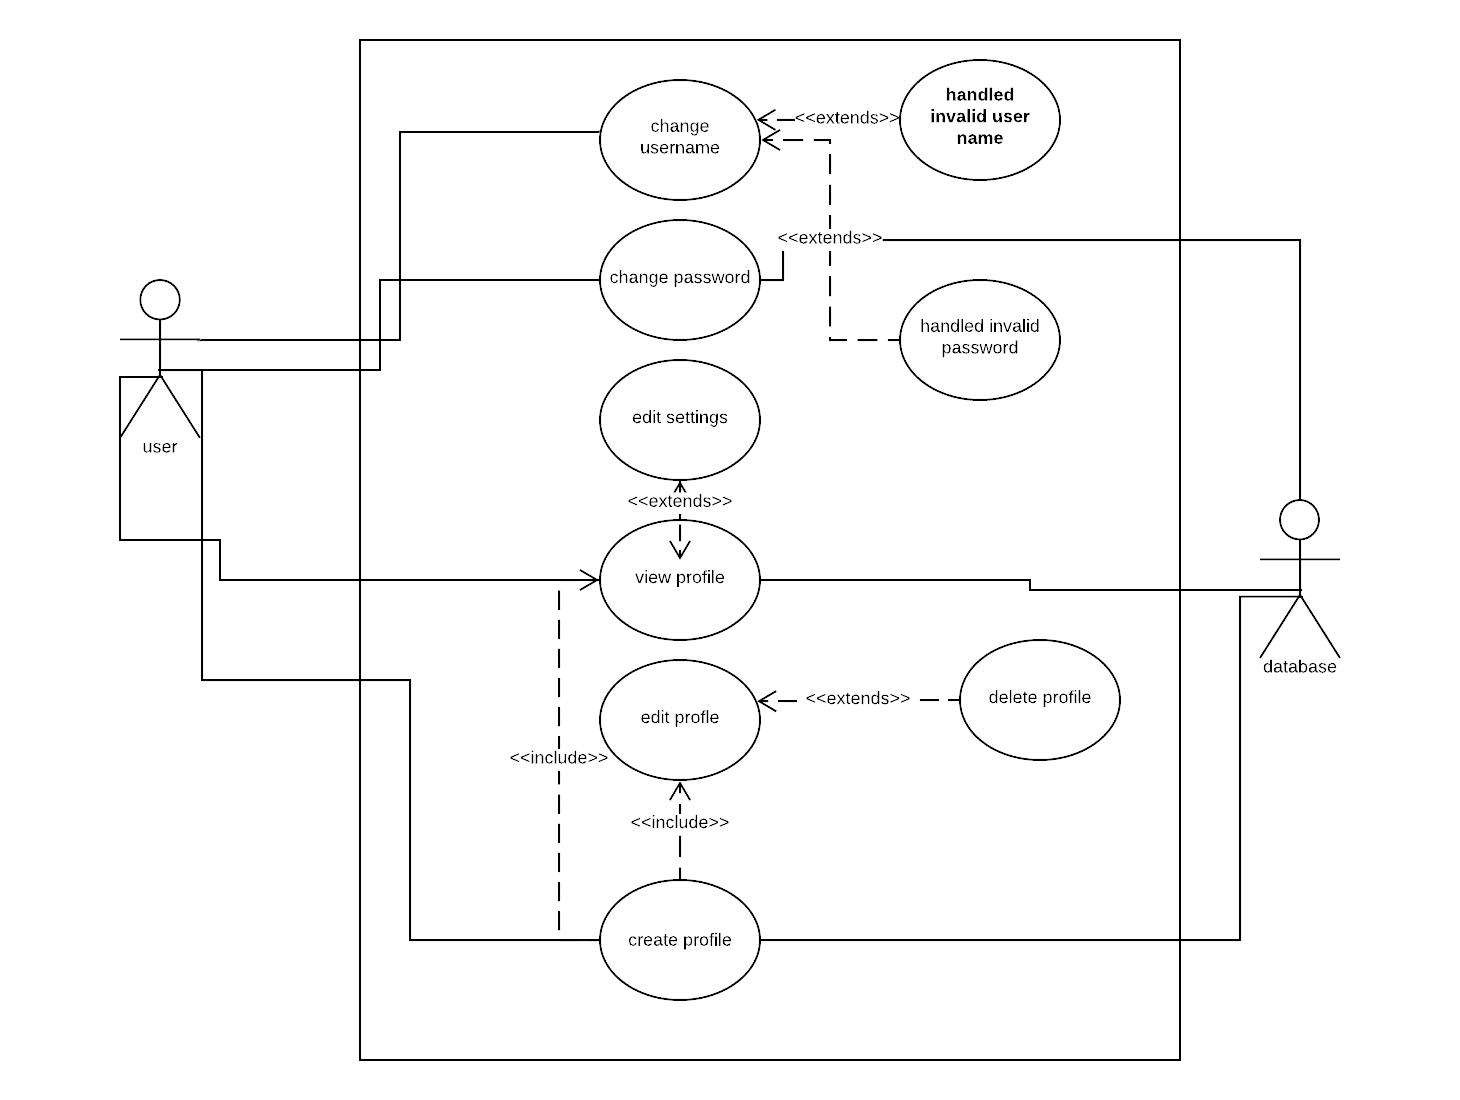 handled
invalid user
name
<<extends>>
change
username
<<extends>>
change password
handled invalid
password
edit settings
user
<<extends>>
view profile
database
delete profile
<<extends>>
edit profle
<<include>>
<<include>>
create profile